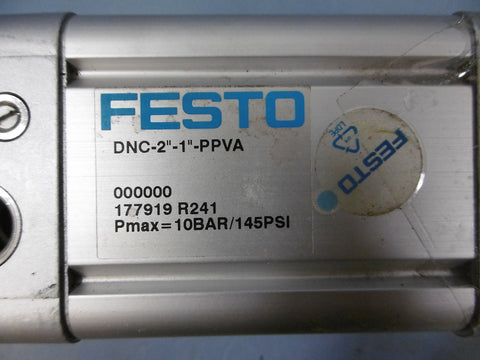 FESTO
DNC-2"-1"-PPVA
000000
177919 R241
Pmax=10BAR/145PSI
FESTO